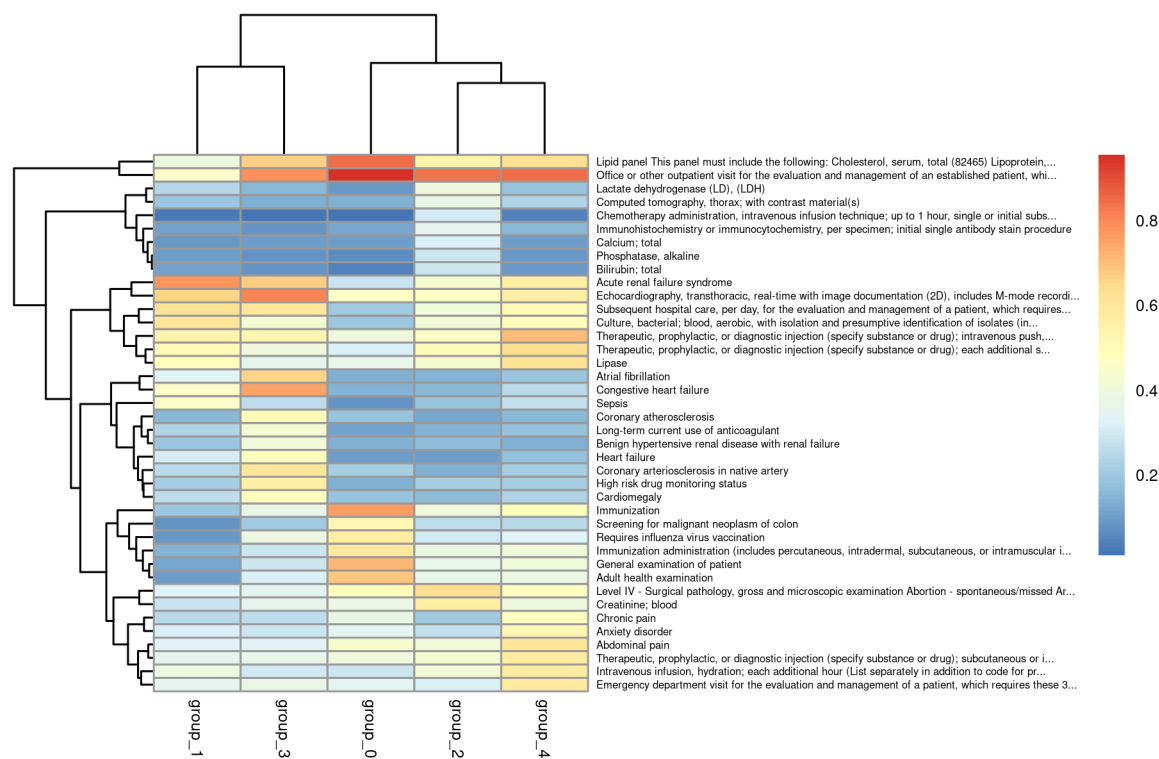 Lipid panel This panel must include the following: Cholesterol, serum, total (82465) Lipoprotein,...
Office or other outpatient visit for the evaluation and management of an established patient, whi...
Lactate dehydrogenase (LD), (LDH)
Computed tomography, thorax; with contrast material(s)
Chemotherapy administration, intravenous infusion technique; up to 1 hour, single or initial subs...
Immunohistochemistry or immunocytochemistry, per specimen; initial single antibody stain procedure
Calcium; total
Phosphatase, alkaline
Bilirubin; total
Acute renal failure syndrome
Echocardiography, transthoracic, real-time with image documentation (2D), includes M-mode recordi...
Subsequent hospital care, per day, for the evaluation and management of a patient, which requires...
Culture, bacterial; blood, aerobic, with isolation and presumptive identification of isolates (in...
Therapeutic, prophylactic, or diagnostic injection (specify substance or drug); intravenous push,...
Therapeutic, prophylactic, or diagnostic injection (specify substance or drug); each additional s...
Lipase
Atrial fibrillation
Congestive heart failure
Sepsis
Coronary atherosclerosis
Long-term current use of anticoagulant
Benign hypertensive renal disease with renal failure
Heart failure
Coronary arteriosclerosis in native artery
High risk drug monitoring status
Cardiomegaly
Immunization
Screening for malignant neoplasm of colon
Requires influenza virus vaccination
Immunization administration (includes percutaneous, intradermal, subcutaneous, or intramuscular i...
General examination of patient
Adult health examination
Level IV - Surgical pathology, gross and microscopic examination Abortion - spontaneous/missed Ar...
Creatinine; blood
Chronic pain
Anxiety disorder
Abdominal pain
Therapeutic, prophylactic, or diagnostic injection (specify substance or drug); subcutaneous or i...
Intravenous infusion, hydration; each additional hour (List separately in addition to code for pr...
Emergency department visit for the evaluation and management of a patient, which requires these 3...
group_1
group_3
group_0
group_2
group_4
0.8
0.6
0.4
0.2